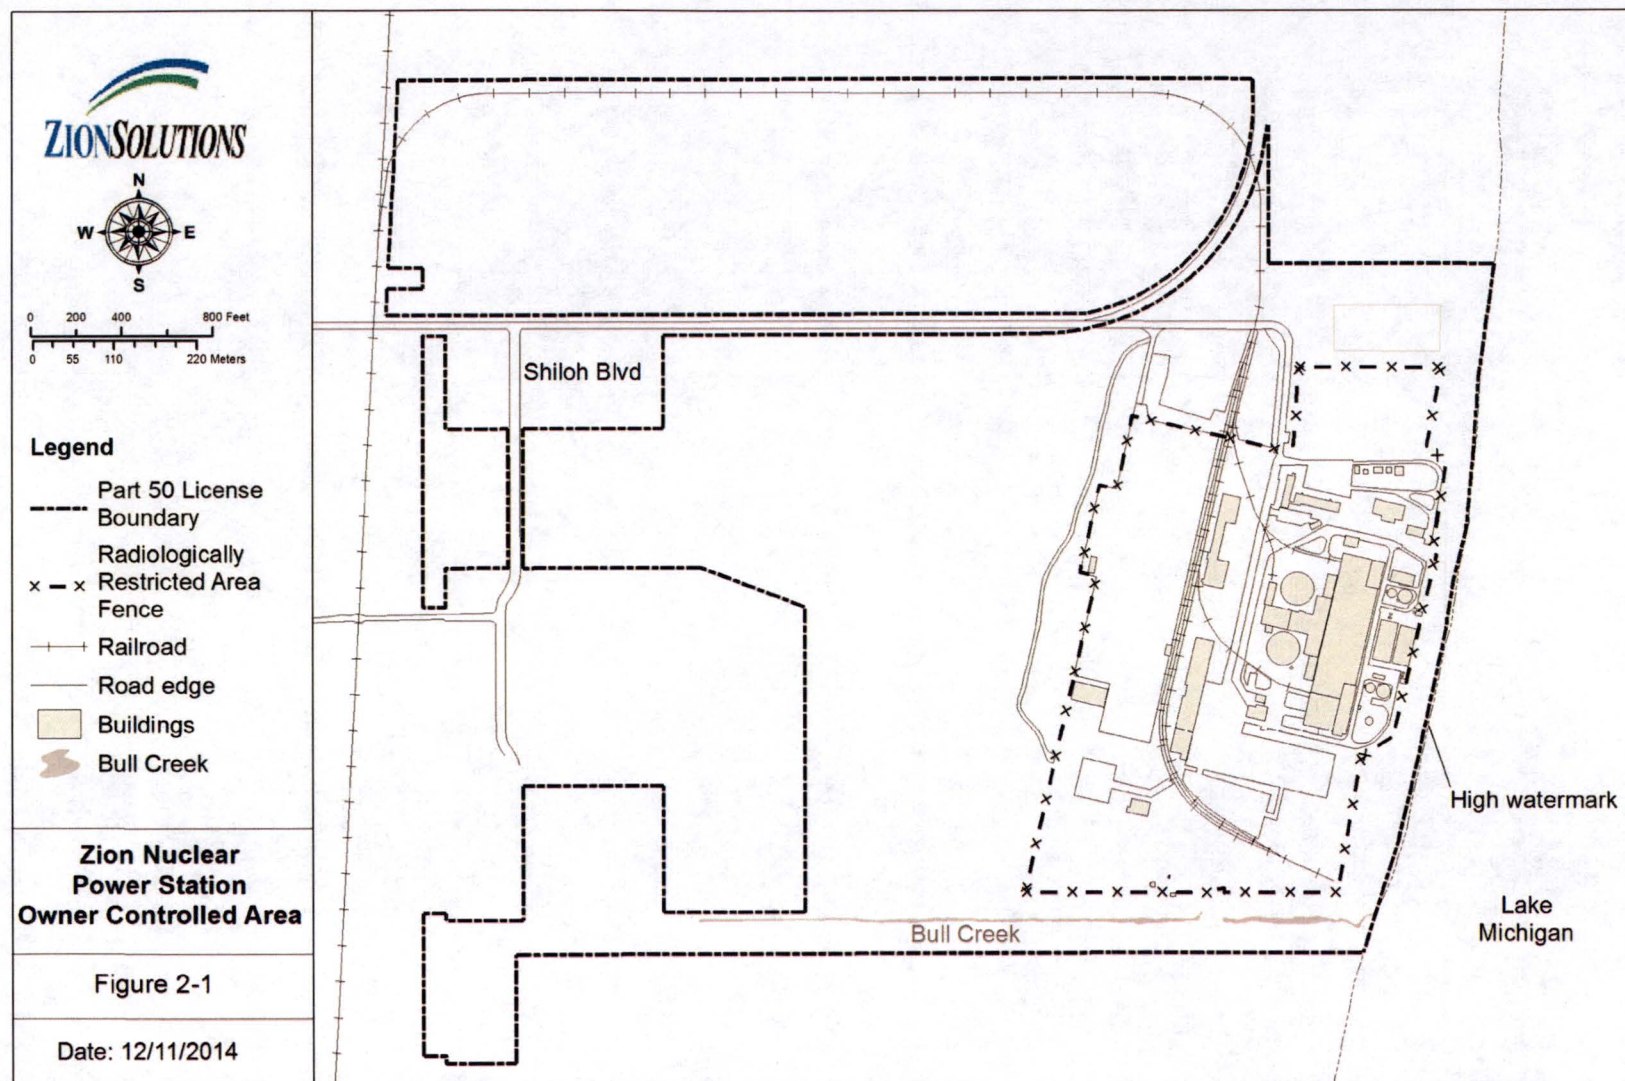 ZIONSOLUTIONS
N
W E
S
0 200 400 800 Feet
0 55 110 220 Meters
Legend
Part 50 License
Boundary
Radiologically
Restricted Area
Fence
Railroad
Road edge
Buildings
Bull Creek
Zion Nuclear
Power Station
Owner Controlled Area
Figure 2-1
Date: 12/11/2014
Shiloh Blvd
High watermark
Lake
Michigan
Bull Creek